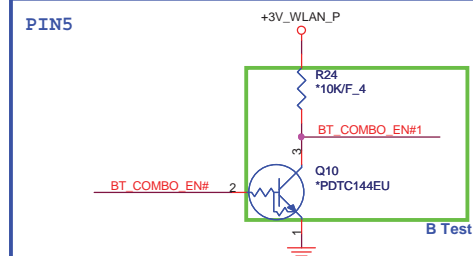 PIN5
+3V_WLAN_P
R24
*10K/F_4
BT_COMBO_EN#1
3
Q10
*PDTC144EU
BT_COMBO_EN#
2
1
B Test